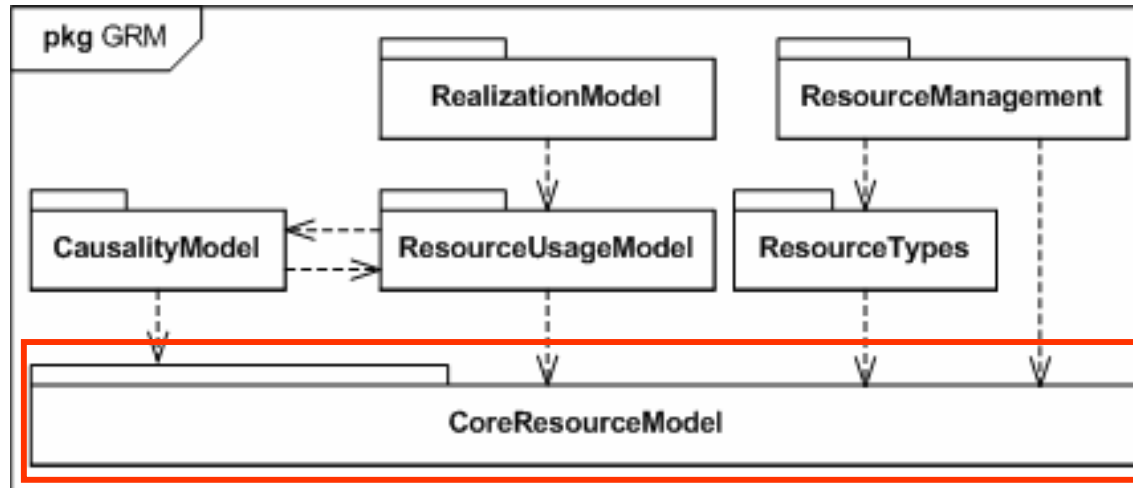 pkg GRM
RealizationModel
ResourceManagement
CausalityModel
ResourceUsageModel
ResourceTypes
CoreResourceModel